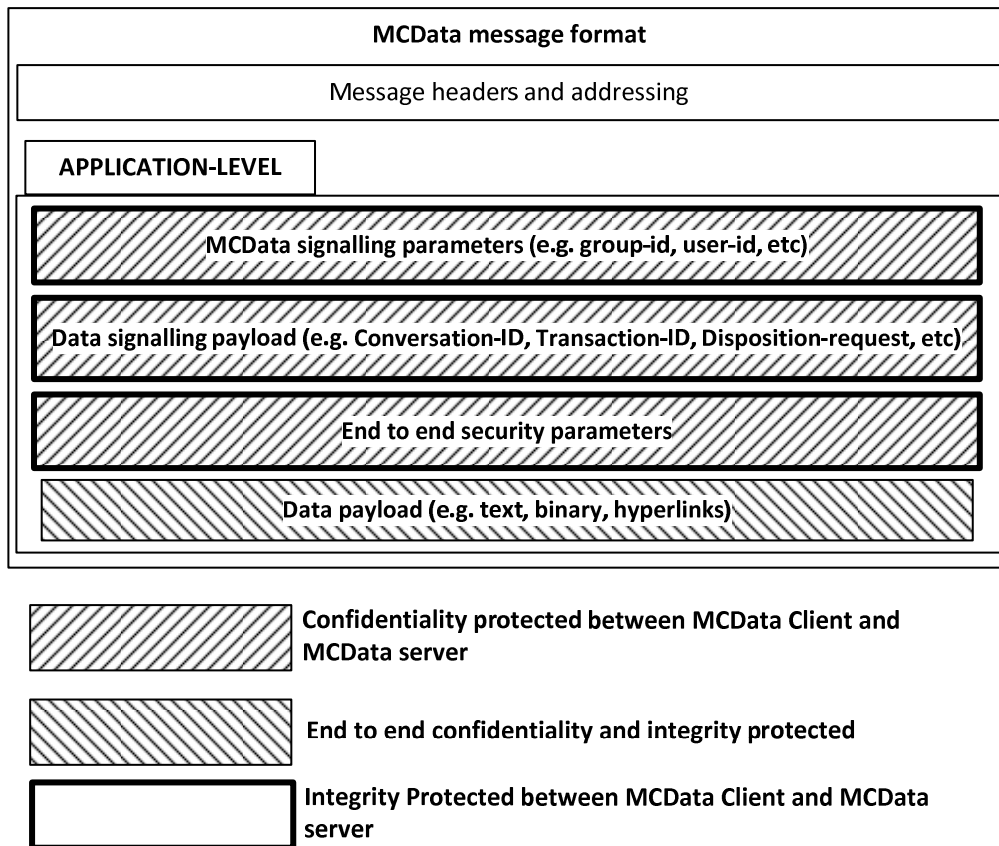 MCData message format
Message headers and addressing
APPLICATION-LEVEL
MCData signalling parameters (e.g. group-id, user-id, etc)
Data signalling payload (e.g. Conversation-ID, Transaction-ID, Disposition-request, etc)
End to end security parameters
Data payload (e.g. text, binary, hyperlinks)
Confidentiality protected between MCData Client and
MCData server
End to end confidentiality and integrity protected
Integrity Protected between MCData Client and MCData
server